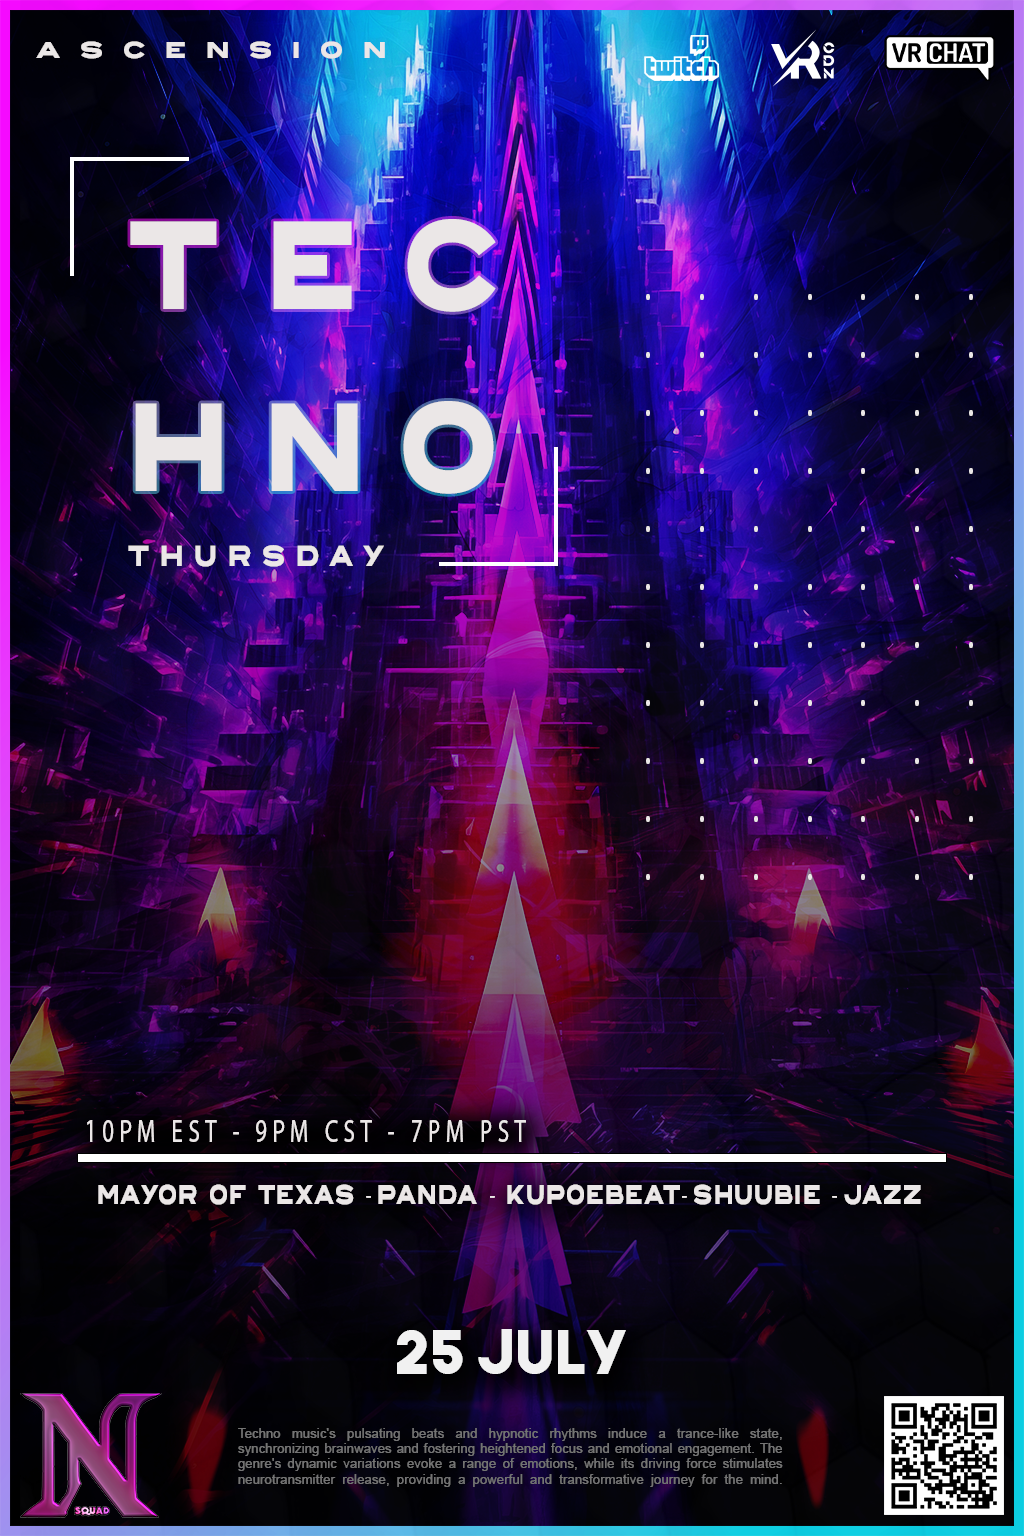 ASCENSION
twitch
VR CDN
VRCHAT
TEC
HNO
THURSDAY
10PM EST - 9PM CST - 7PM PST
MAYOR OF TEXAS - PANDA - KUPOEBEAT - SHUUBIE - JAZZ
25 JULY
Techno music's pulsating beats and hypnotic rhythms induce a trance-like state,
synchronizing brainwaves and fostering heightened focus and emotional engagement. The
genre's dynamic variations evoke a range of emotions, while its driving force stimulates
neurotransmitter release, providing a powerful and transformative journey for the mind.
N
SQUAD